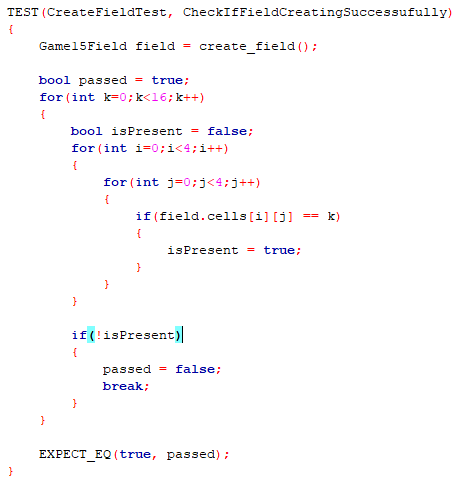 TEST(CreateFieldTest, CheckIfFieldCreatingSuccessufully)
{
    Game15Field field = create_field();

    bool passed = true;
    for(int k=0;k<16;k++)
    {
        bool isPresent = false;
        for(int i=0;i<4;i++)
        {
            for(int j=0;j<4;j++)
            {
                if(field.cells[i][j] == k)
                {
                    isPresent = true;
                }
            }
        }

        if(!isPresent)
        {
            passed = false;
            break;
        }
    }

    EXPECT_EQ(true, passed);
}